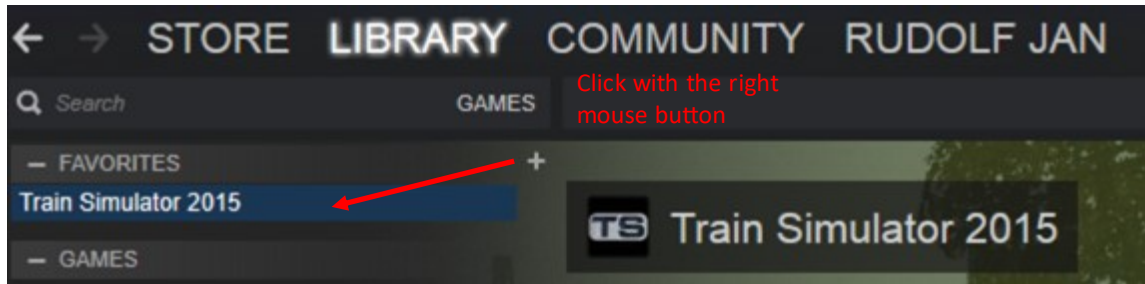 STORE LIBRARY COMMUNITY RUDOLF JAN
Search GAMES
Click with the right
mouse button
— FAVORITES +
Train Simulator 2015
TS Train Simulator 2015
— GAMES